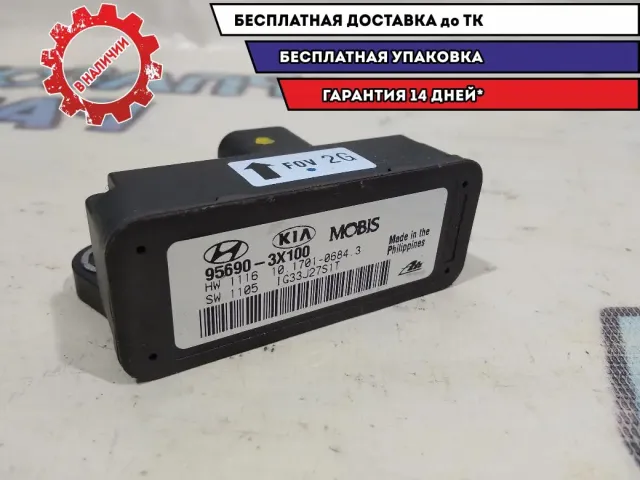 БЕСПЛАТНАЯ ДОСТАВКА до ТК
БЕСПЛАТНАЯ УПАКОВКА
ГАРАНТИЯ 14 ДНЕЙ*
В НАЛИЧИИ
FOV 2G
KIA MOBIS
Made in the
Philippines
95690-3X100
HW 1116 10.1701-0684.3
SW 1105 IG33J27S1T